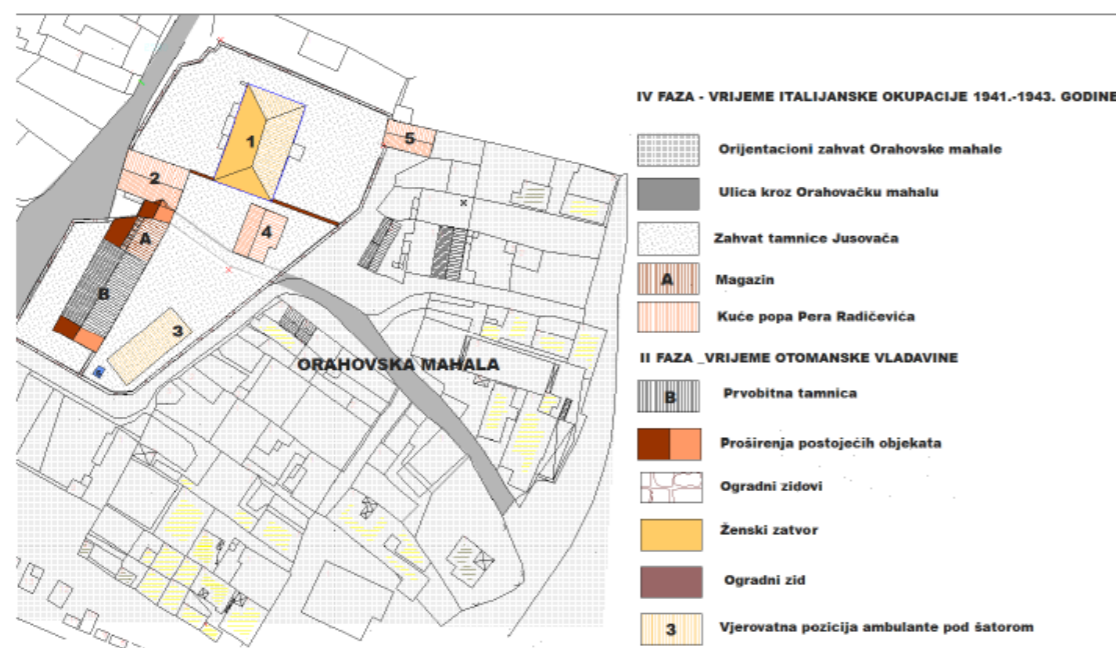 1
5
2
A
4
B
3
ORAHOVSKA MAHALA
IV FAZA - VRIJEME ITALIJANSKE OKUPACIJE 1941.-1943. GODINE
Orijentacioni zahvat Orahovske mahale
Ulica kroz Orahovačku mahalu
Zahvat tamnice Jusovača
A Magazin
Kuće popa Pera Radičevića
II FAZA _VRIJEME OTOMANSKE VLADAVINE
B Prvobitna tamnica
Proširenja postojećih objekata
Ogradni zidovi
Ženski zatvor
Ogradni zid
3 Vjerovatna pozicija ambulante pod šatorom